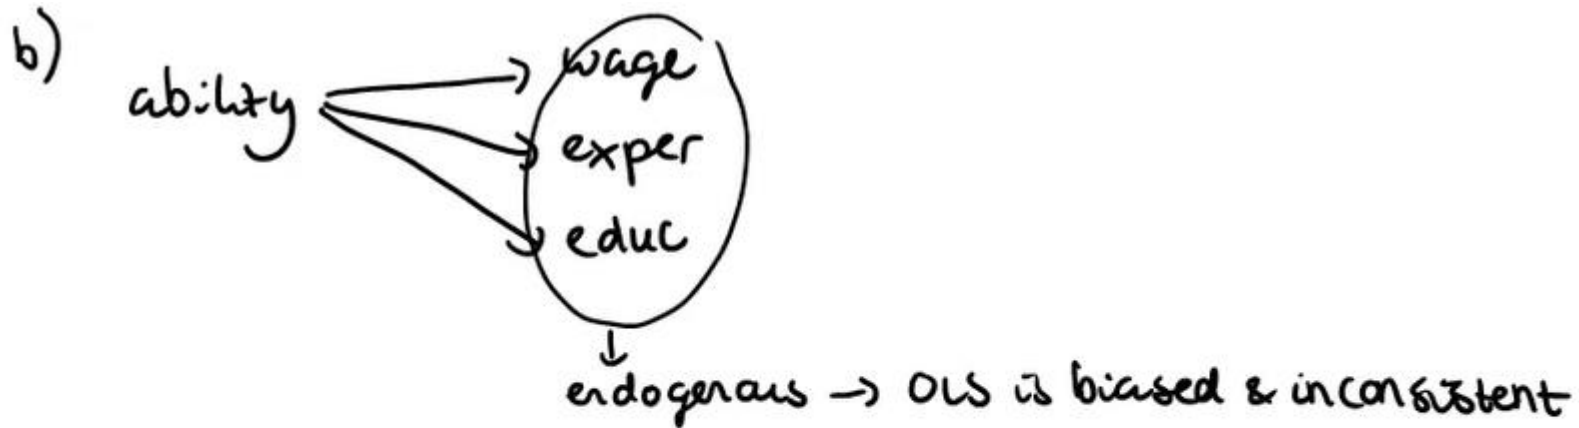 b)
ability
wage
exper
educ
endogenous → OLS is biased & inconsistent